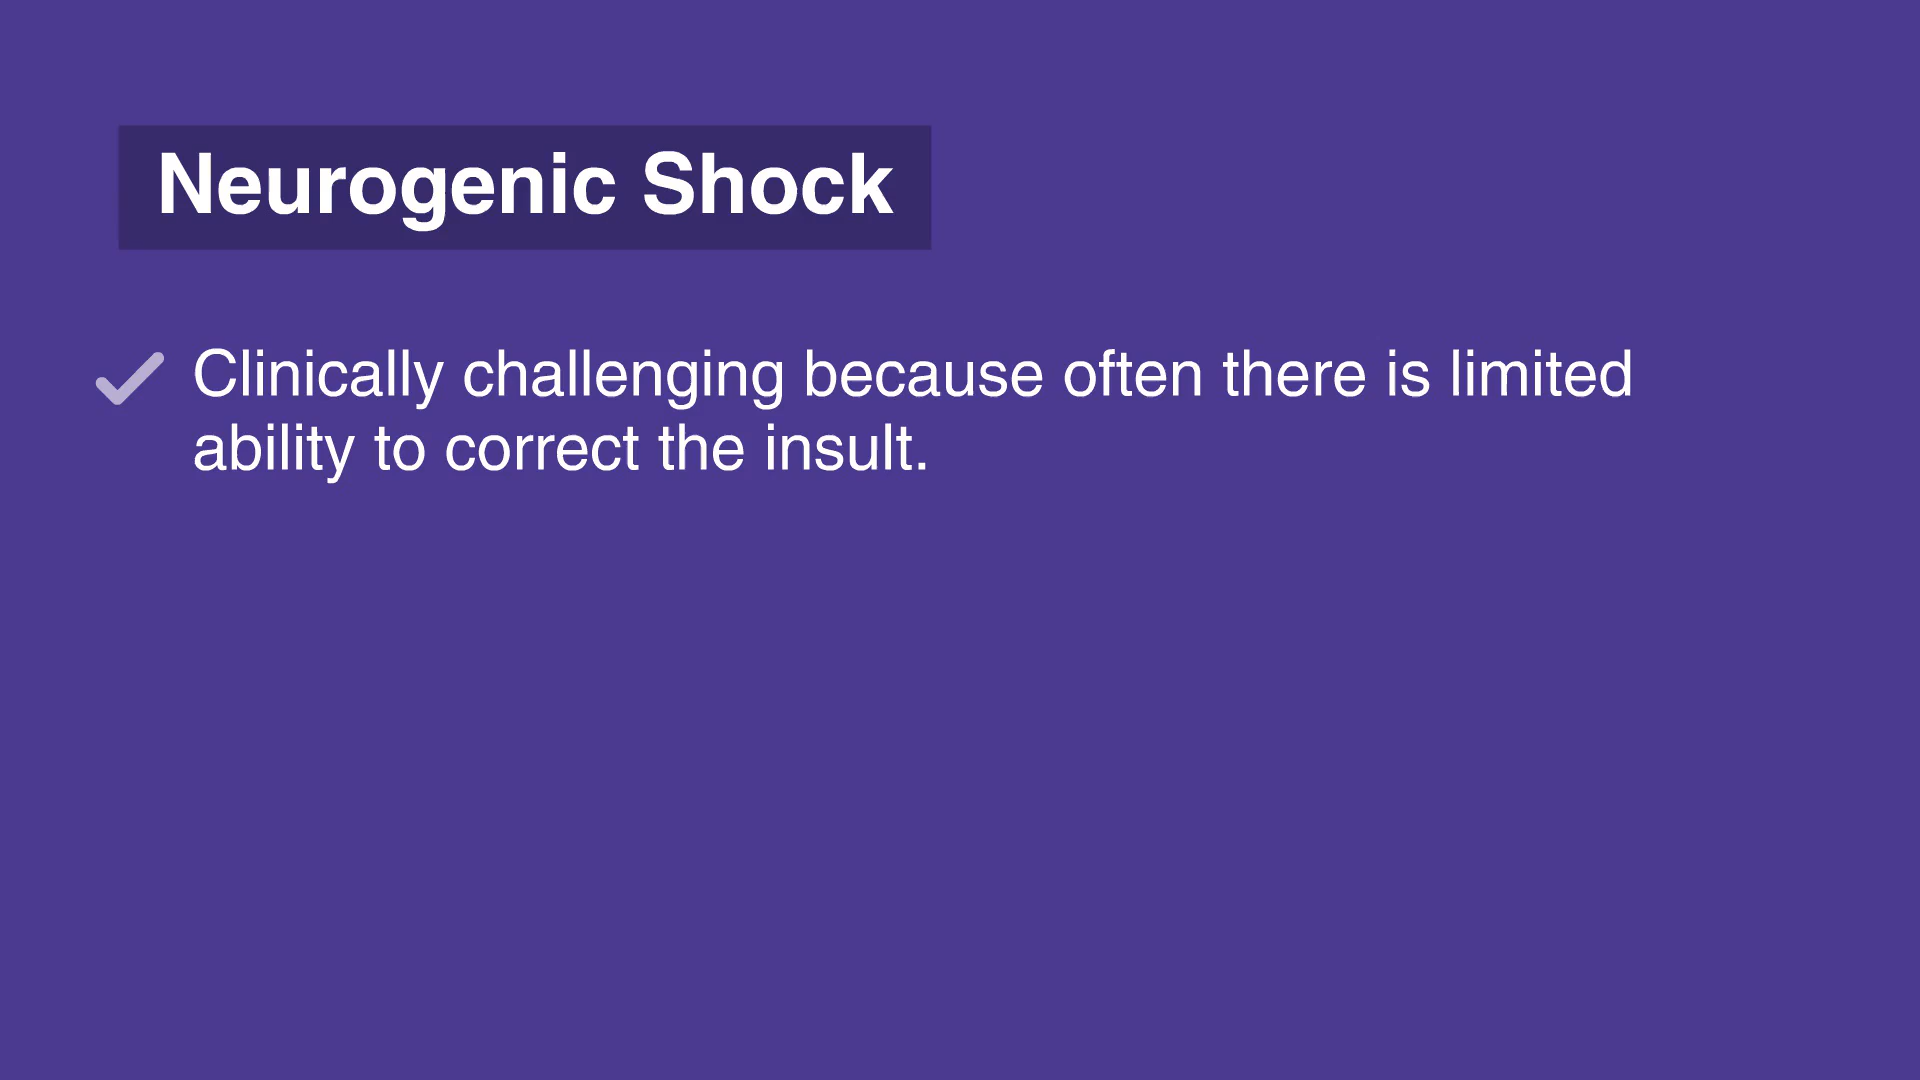 Neurogenic Shock
Clinically challenging because often there is limited
ability to correct the insult.